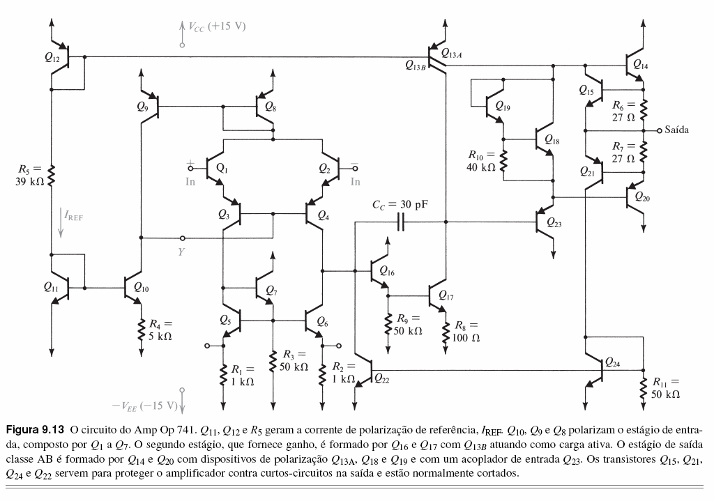 V_CC (+15 V)
Q12
Q13A
Q13B
Q14
Q9
Q8
Q15
Q19
R6 =
27 Ω
Saída
R5 =
39 kΩ
+
In
Q1
Q2
−
In
R10 =
40 kΩ
Q18
R7 =
27 Ω
Q21
Q20
I_REF
Q3
Q4
C_C = 30 pF
Q23
Y
Q11
Q10
Q7
Q16
Q17
R4 =
5 kΩ
Q5
Q6
R9 =
50 kΩ
R8 =
100 Ω
R1 =
1 kΩ
R3 =
50 kΩ
R2 =
1 kΩ
Q22
Q24
R11 =
50 kΩ
−V_EE (−15 V)
Figura 9.13 O circuito do Amp Op 741. Q11, Q12 e R5 geram a corrente de polarização de referência, I_REF. Q10, Q9 e Q8 polarizam o estágio de entra-
da, composto por Q1 a Q7. O segundo estágio, que fornece ganho, é formado por Q16 e Q17 com Q13B atuando como carga ativa. O estágio de saída
classe AB é formado por Q14 e Q20 com dispositivos de polarização Q13A, Q18 e Q19 e com um acoplador de entrada Q23. Os transistores Q15, Q21,
Q24 e Q22 servem para proteger o amplificador contra curtos-circuitos na saída e estão normalmente cortados.